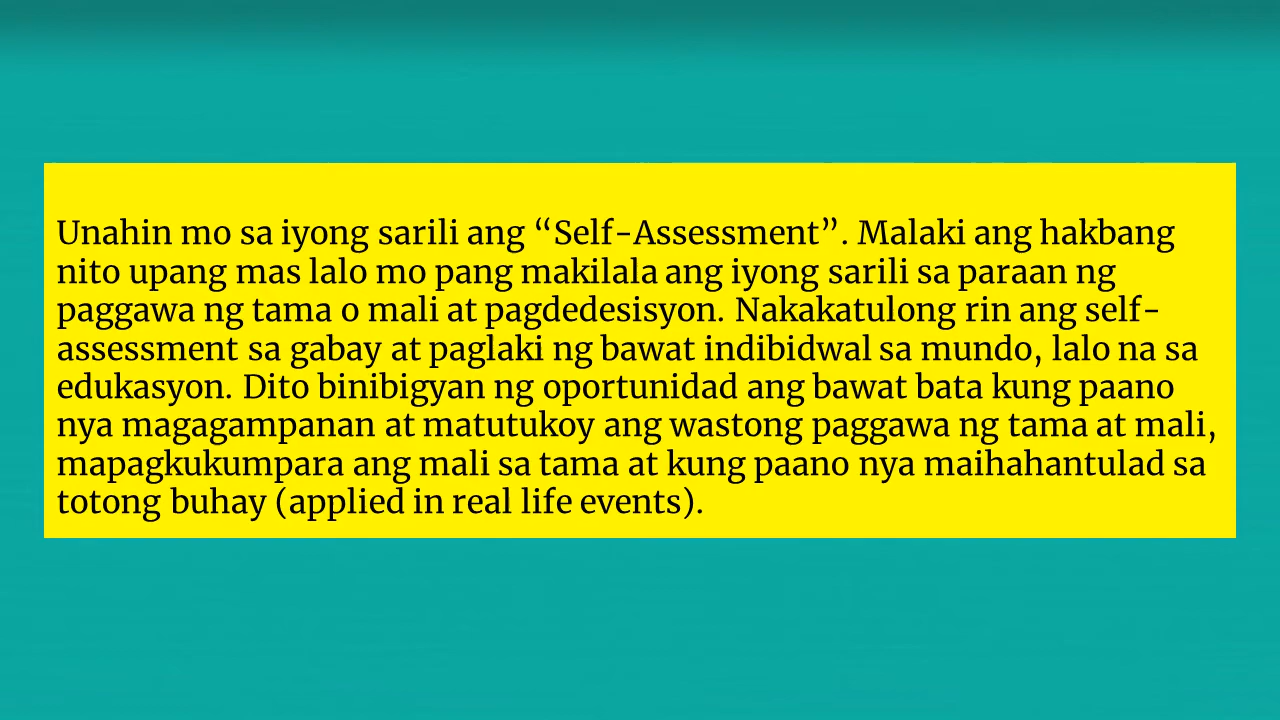 Unahin mo sa iyong sarili ang “Self-Assessment”. Malaki ang hakbang
nito upang mas lalo mo pang makilala ang iyong sarili sa paraan ng
paggawa ng tama o mali at pagdedesisyon. Nakakatulong rin ang self-
assessment sa gabay at paglaki ng bawat indibidwal sa mundo, lalo na sa
edukasyon. Dito binibigyan ng oportunidad ang bawat bata kung paano
nya magagampanan at matutukoy ang wastong paggawa ng tama at mali,
mapagkukumpara ang mali sa tama at kung paano nya maihahantulad sa
totong buhay (applied in real life events).